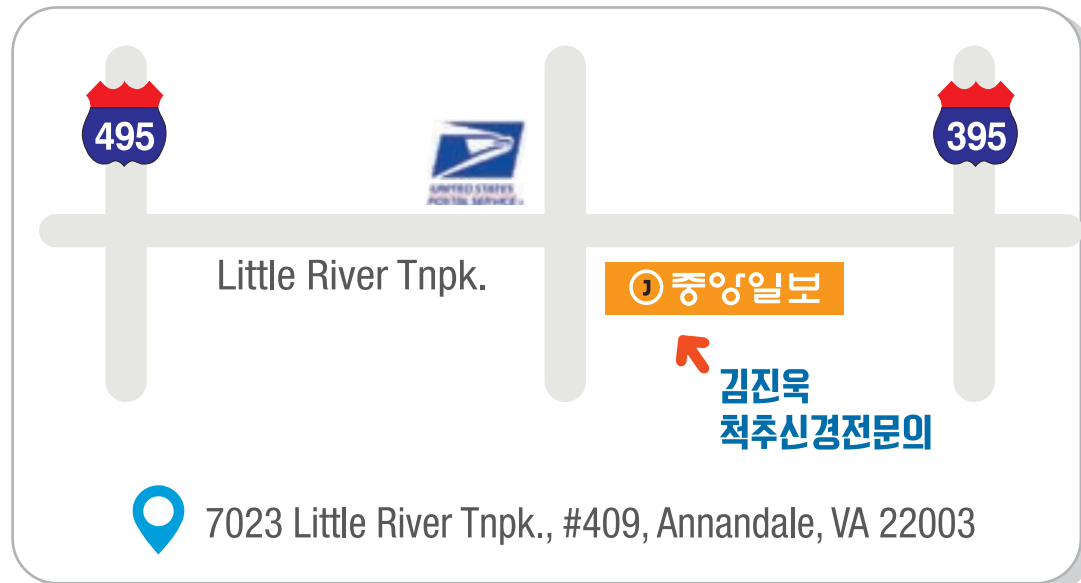 495
395
UNITED STATES
POSTAL SERVICE
Little River Tnpk.
J 중앙일보
김진욱
척추신경전문의
7023 Little River Tnpk., #409, Annandale, VA 22003